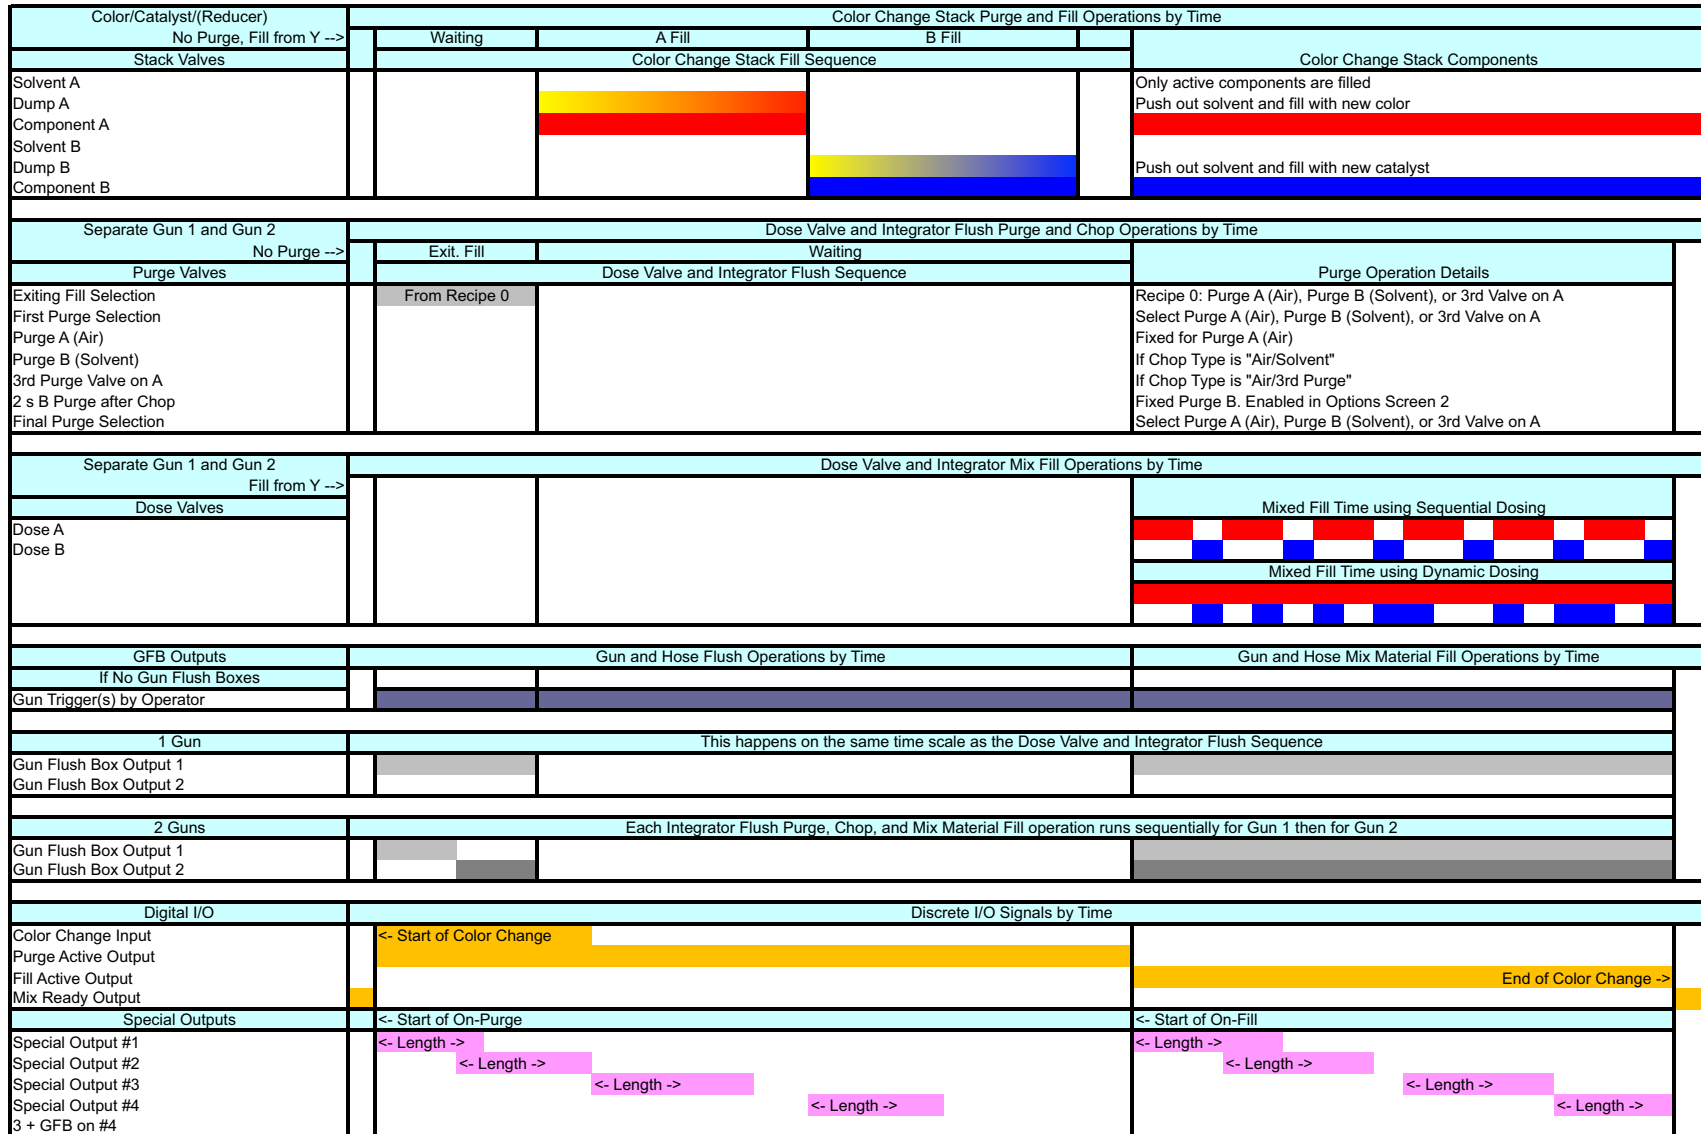 Color/Catalyst/(Reducer) Color Change Stack Purge and Fill Operations by Time
No Purge, Fill from Y --> Waiting A Fill B Fill
Stack Valves Color Change Stack Fill Sequence Color Change Stack Components
Solvent A Only active components are filled
Dump A Push out solvent and fill with new color
Component A
Solvent B
Dump B Push out solvent and fill with new catalyst
Component B
Separate Gun 1 and Gun 2 Dose Valve and Integrator Flush Purge and Chop Operations by Time
No Purge --> Exit. Fill Waiting
Purge Valves Dose Valve and Integrator Flush Sequence Purge Operation Details
Exiting Fill Selection From Recipe 0 Recipe 0: Purge A (Air), Purge B (Solvent), or 3rd Valve on A
First Purge Selection Select Purge A (Air), Purge B (Solvent), or 3rd Valve on A
Purge A (Air) Fixed for Purge A (Air)
Purge B (Solvent) If Chop Type is "Air/Solvent"
3rd Purge Valve on A If Chop Type is "Air/3rd Purge"
2 s B Purge after Chop Fixed Purge B. Enabled in Options Screen 2
Final Purge Selection Select Purge A (Air), Purge B (Solvent), or 3rd Valve on A
Separate Gun 1 and Gun 2 Dose Valve and Integrator Mix Fill Operations by Time
Fill from Y -->
Dose Valves Mixed Fill Time using Sequential Dosing
Dose A
Dose B
Mixed Fill Time using Dynamic Dosing
GFB Outputs Gun and Hose Flush Operations by Time Gun and Hose Mix Material Fill Operations by Time
If No Gun Flush Boxes
Gun Trigger(s) by Operator
1 Gun This happens on the same time scale as the Dose Valve and Integrator Flush Sequence
Gun Flush Box Output 1
Gun Flush Box Output 2
2 Guns Each Integrator Flush Purge, Chop, and Mix Material Fill operation runs sequentially for Gun 1 then for Gun 2
Gun Flush Box Output 1
Gun Flush Box Output 2
Digital I/O Discrete I/O Signals by Time
Color Change Input <- Start of Color Change
Purge Active Output
Fill Active Output End of Color Change ->
Mix Ready Output
Special Outputs <- Start of On-Purge <- Start of On-Fill
Special Output #1 <- Length -> <- Length ->
Special Output #2 <- Length -> <- Length ->
Special Output #3 <- Length -> <- Length ->
Special Output #4 <- Length -> <- Length ->
3 + GFB on #4